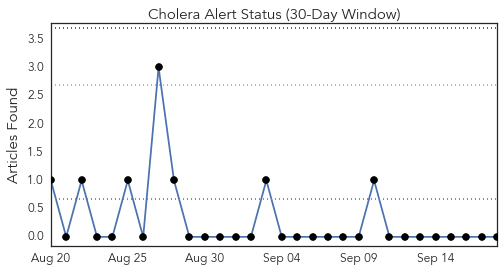 Cholera Alert Status (30-Day Window)
Articles Found
3.5
3.0
2.5
2.0
1.5
1.0
0.5
0.0
Aug 20 Aug 25 Aug 30 Sep 04 Sep 09 Sep 14